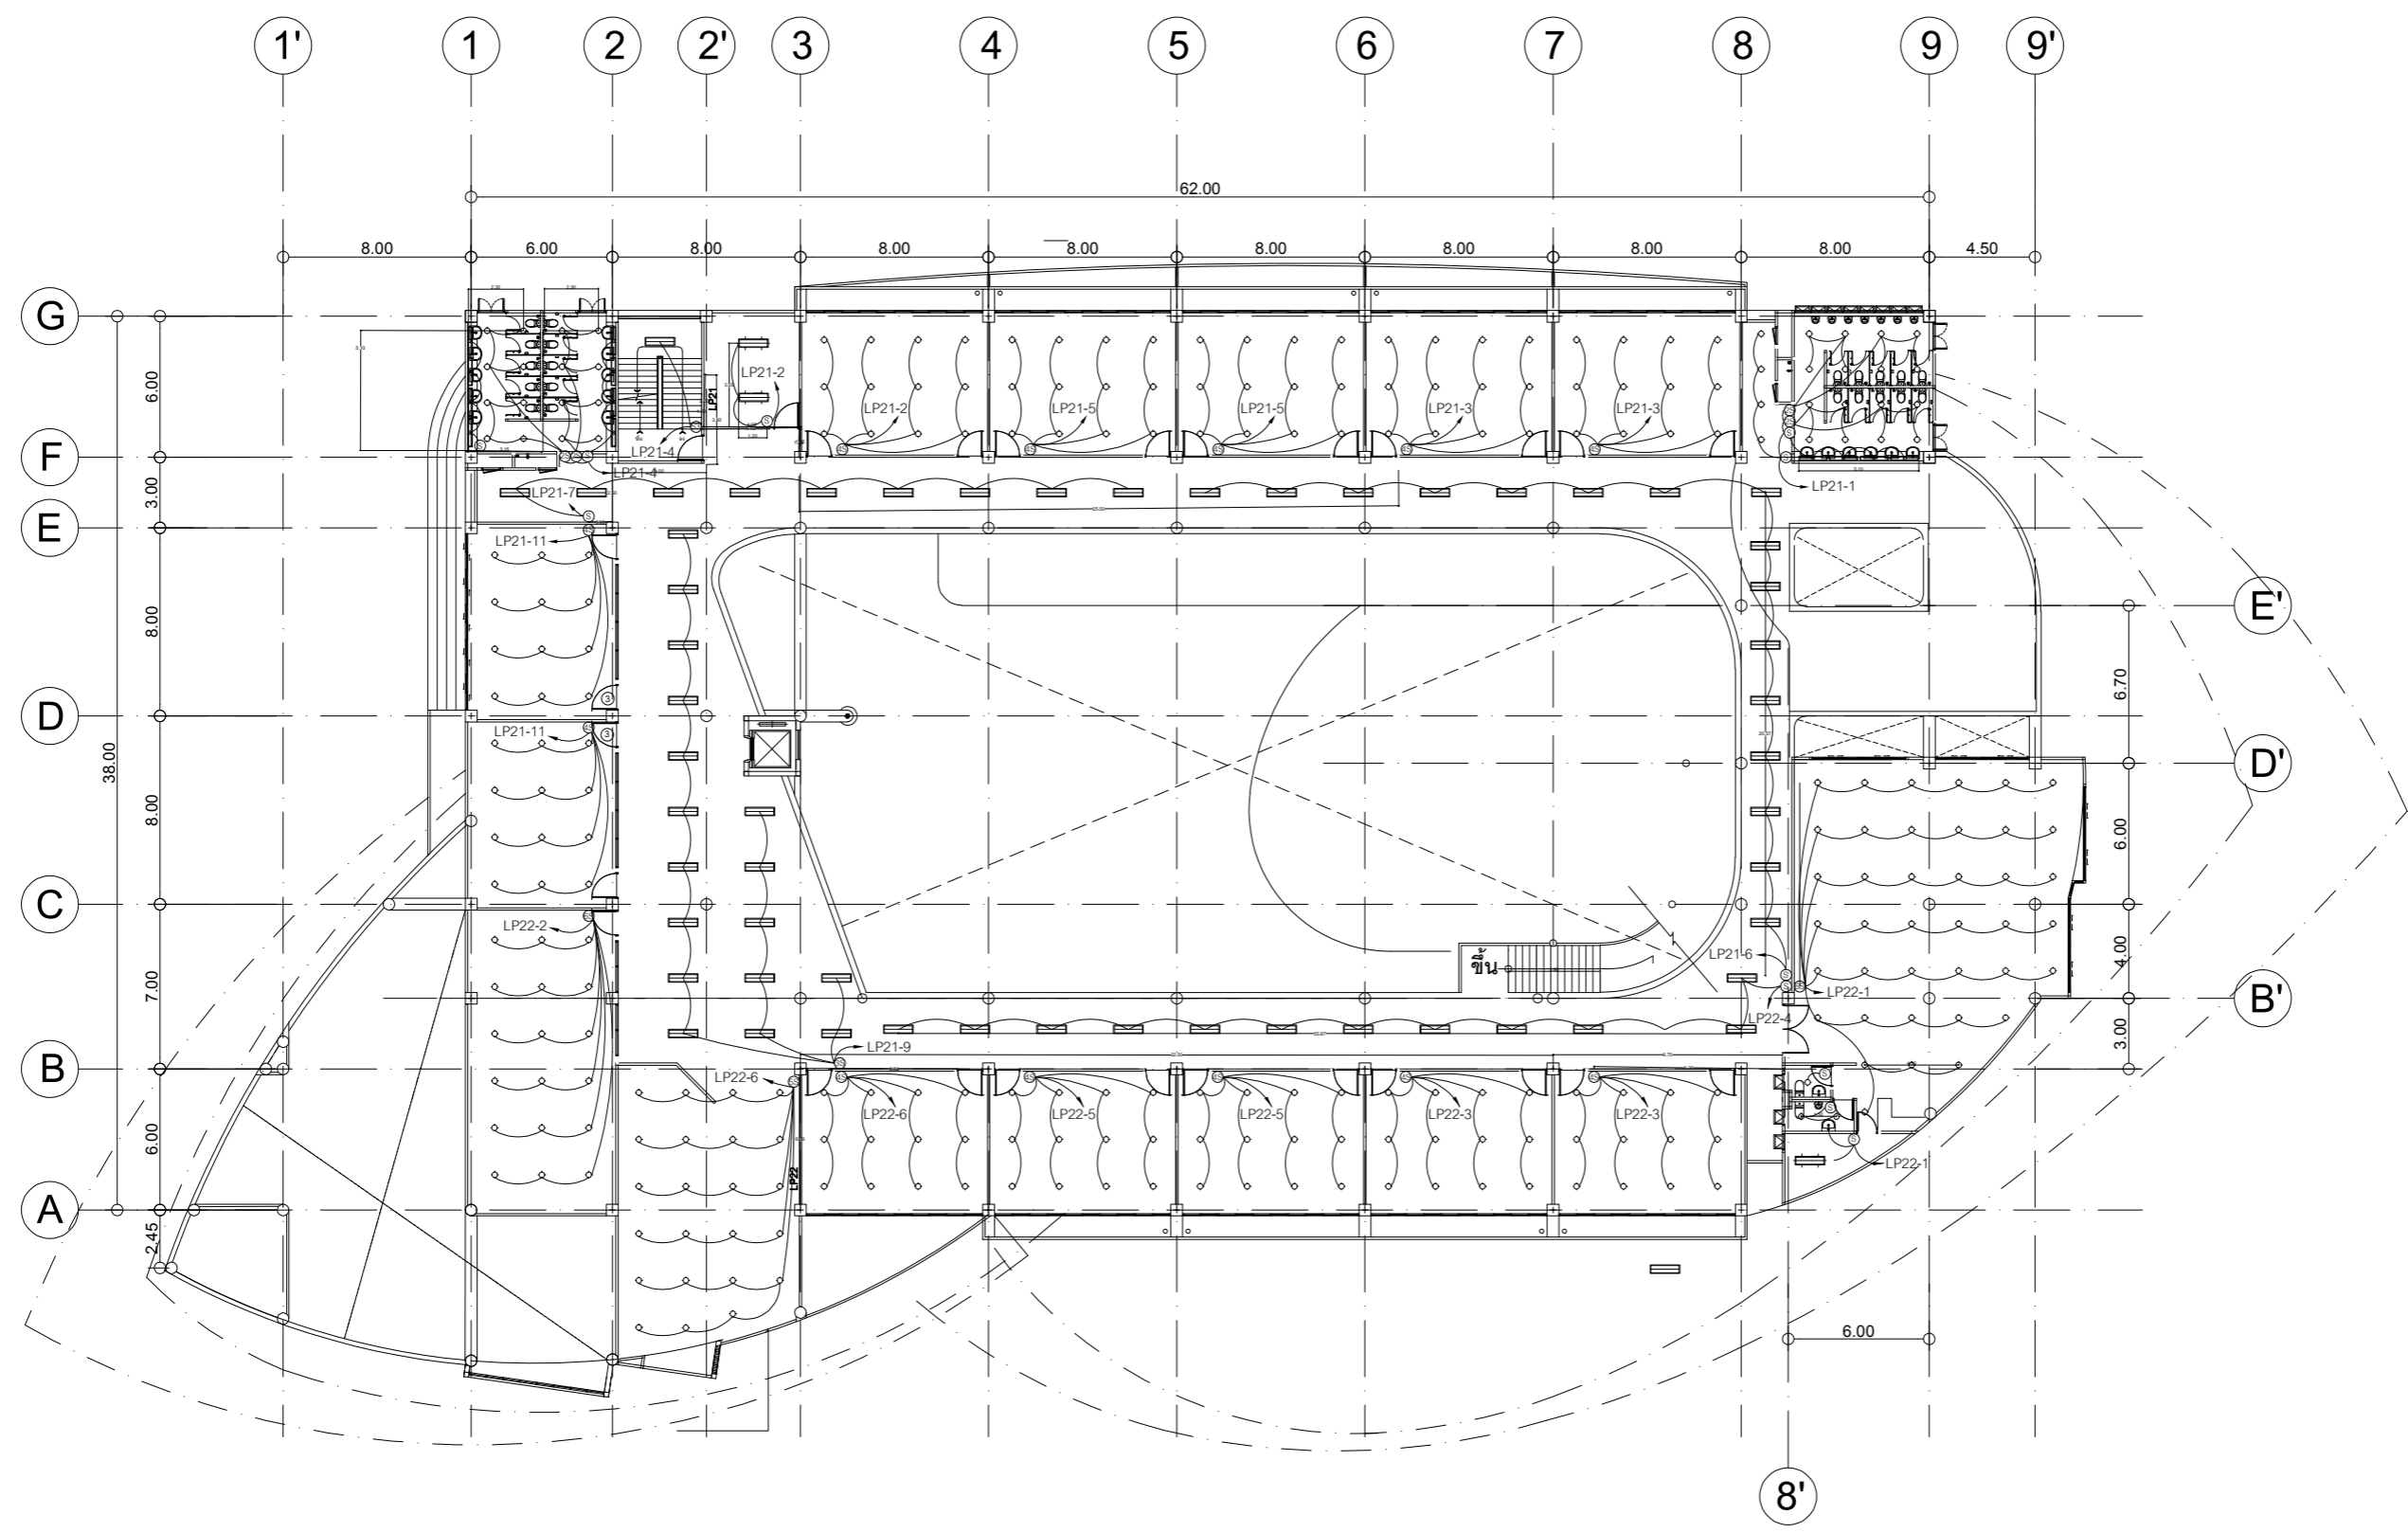 1' 1 2 2' 3 4 5 6 7 8 9 9'
62.00
8.00 6.00 8.00 8.00 8.00 8.00 8.00 8.00 8.00 4.50
G
F
E
D
C
B
A
6.00
3.00
8.00
8.00
7.00
6.00
2.45
38.00
E'
D'
B'
6.70
6.00
4.00
3.00
LP21-2
LP21
LP21-4
LP21-4
LP21-2
LP21-5
LP21-5
LP21-3
LP21-3
LP21-1
LP21-7
LP21-11
3
LP21-11
3
LP22-2
ขึ้น
LP21-6
LP22-1
LP22-4
LP21-9
LP22-6
LP22
LP22-6
LP22-5
LP22-5
LP22-3
LP22-3
LP22-1
6.00
8'